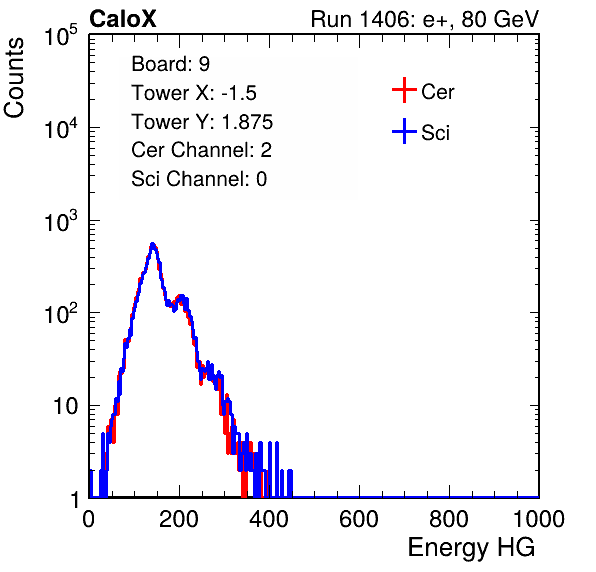 CaloX Run 1406: e+, 80 GeV
Counts
Board: 9
Tower X: -1.5
Tower Y: 1.875
Cer Channel: 2
Sci Channel: 0
Cer
Sci
10^5
10^4
10^3
10^2
10
1
0 200 400 600 800 1000
Energy HG